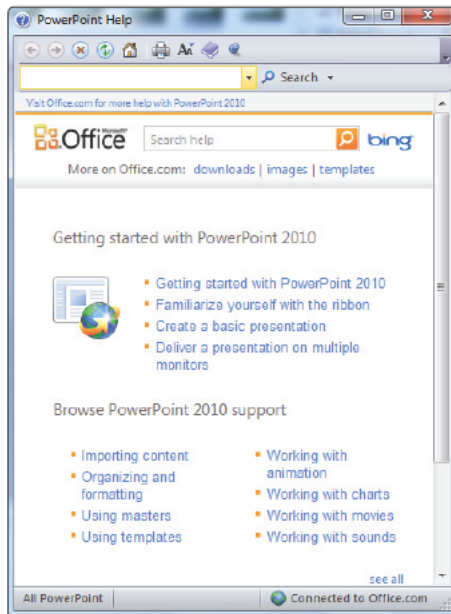 PowerPoint Help
Search
Visit Office.com for more help with PowerPoint 2010
Microsoft
Office Search help bing
More on Office.com: downloads | images | templates
Getting started with PowerPoint 2010
Getting started with PowerPoint 2010
Familiarize yourself with the ribbon
Create a basic presentation
Deliver a presentation on multiple
monitors
Browse PowerPoint 2010 support
Importing content
Organizing and
formatting
Using masters
Using templates
Working with
animation
Working with charts
Working with movies
Working with sounds
see all
All PowerPoint Connected to Office.com